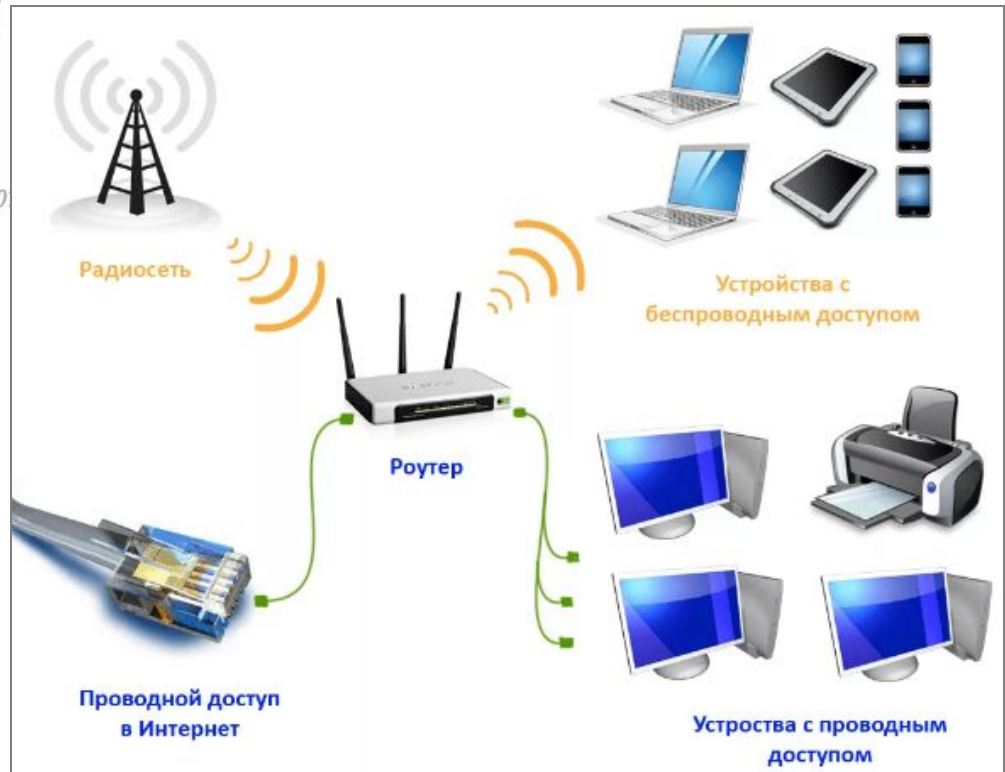 Радиосеть
Устройства с
беспроводным доступом
Роутер
Проводной доступ
в Интернет
Устроства с проводным
доступом